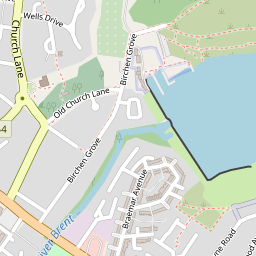 Wells Drive
Church Lane
Birchen Grove
Old Church Lane
Birchen Grove
Braemar Avenue
River Brent